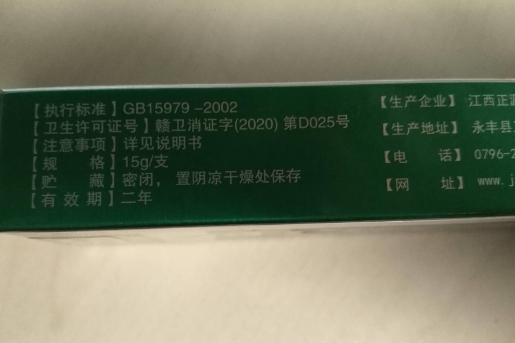 【执行标准】GB15979-2002
【卫生许可证号】赣卫消证字(2020)第D025号
【注意事项】详见说明书
【规 格】15g/支
【贮 藏】密闭，置阴凉干燥处保存
【有 效 期】二年
【生产企业】江西正
【生产地址】永丰县
【电 话】0796-2
【网 址】www.j